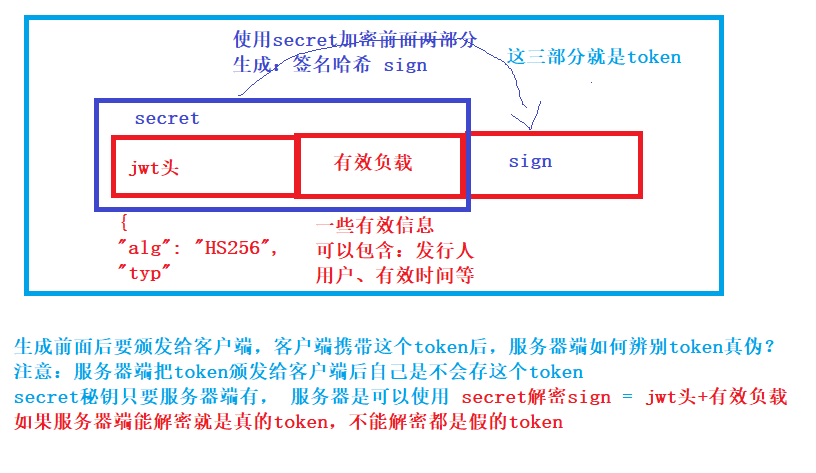 使用secret加密前面两部分
生成：签名哈希 sign
这三部分就是token
secret
jwt头
有效负载
sign
{
"alg": "HS256",
"typ"
一些有效信息
可以包含：发行人
用户、有效时间等
生成前面后要颁发给客户端，客户端携带这个token后，服务器端如何辨别token真伪？
注意：服务器端把token颁发给客户端后自己是不会存这个token
secret秘钥只要服务器端有， 服务器是可以使用 secret解密sign = jwt头+有效负载
如果服务器端能解密就是真的token，不能解密都是假的token